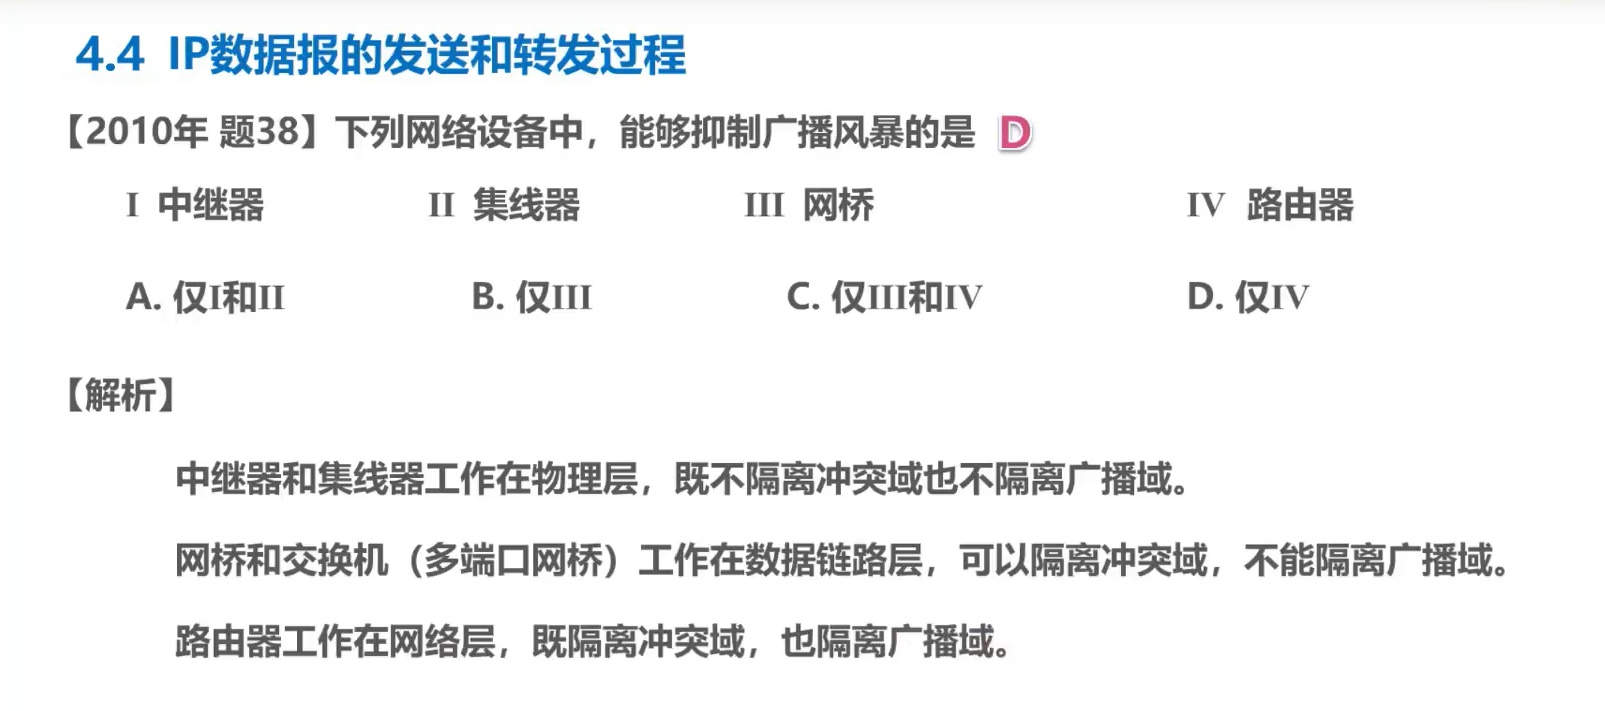 4.4 IP数据报的发送和转发过程
【2010年 题38】下列网络设备中，能够抑制广播风暴的是 D
I 中继器 II 集线器 III 网桥 IV 路由器
A. 仅I和II B. 仅III C. 仅III和IV D. 仅IV
【解析】
中继器和集线器工作在物理层，既不隔离冲突域也不隔离广播域。
网桥和交换机（多端口网桥）工作在数据链路层，可以隔离冲突域，不能隔离广播域。
路由器工作在网络层，既隔离冲突域，也隔离广播域。